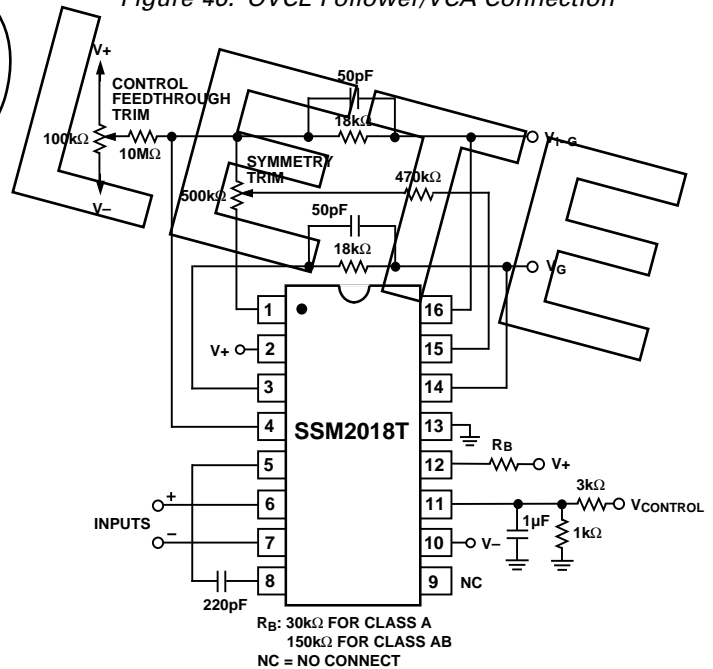 Figure 40. OVCE Follower/VCA Connection
V+
50pF
CONTROL
FEEDTHROUGH
TRIM
18kΩ
100kΩ
10MΩ
V1–G
SYMMETRY
TRIM
470kΩ
500kΩ
V–
50pF
18kΩ
VG
1
16
V+
2
15
3
14
4
SSM2018T
13
5
12
RB
V+
INPUTS
+
6
11
3kΩ
VCONTROL
–
7
10
V–
1µF
1kΩ
8
9
NC
220pF
RB: 30kΩ FOR CLASS A
150kΩ FOR CLASS AB
NC = NO CONNECT
LETE